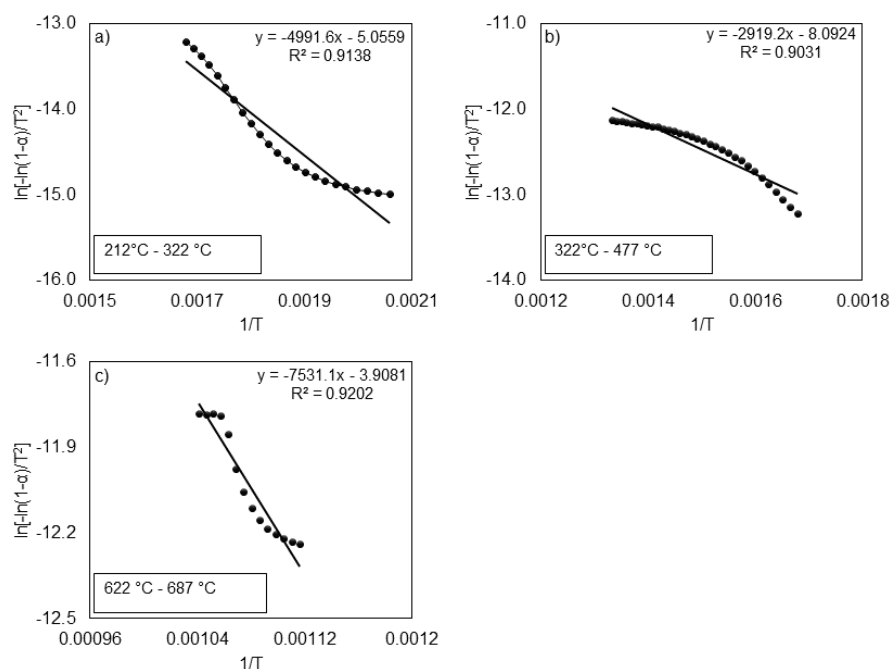 a)
y = -4991.6x - 5.0559
R² = 0.9138
ln[-ln(1-α)/T²]
-13.0
-14.0
-15.0
-16.0
212°C - 322 °C
0.0015
0.0017
0.0019
0.0021
1/T
b)
y = -2919.2x - 8.0924
R² = 0.9031
ln[-ln(1-α)/T²]
-11.0
-12.0
-13.0
-14.0
322°C - 477 °C
0.0012
0.0014
0.0016
0.0018
1/T
c)
y = -7531.1x - 3.9081
R² = 0.9202
ln[-ln(1-α)/T²]
-11.6
-11.9
-12.2
-12.5
622 °C - 687 °C
0.00096
0.00104
0.00112
0.0012
1/T